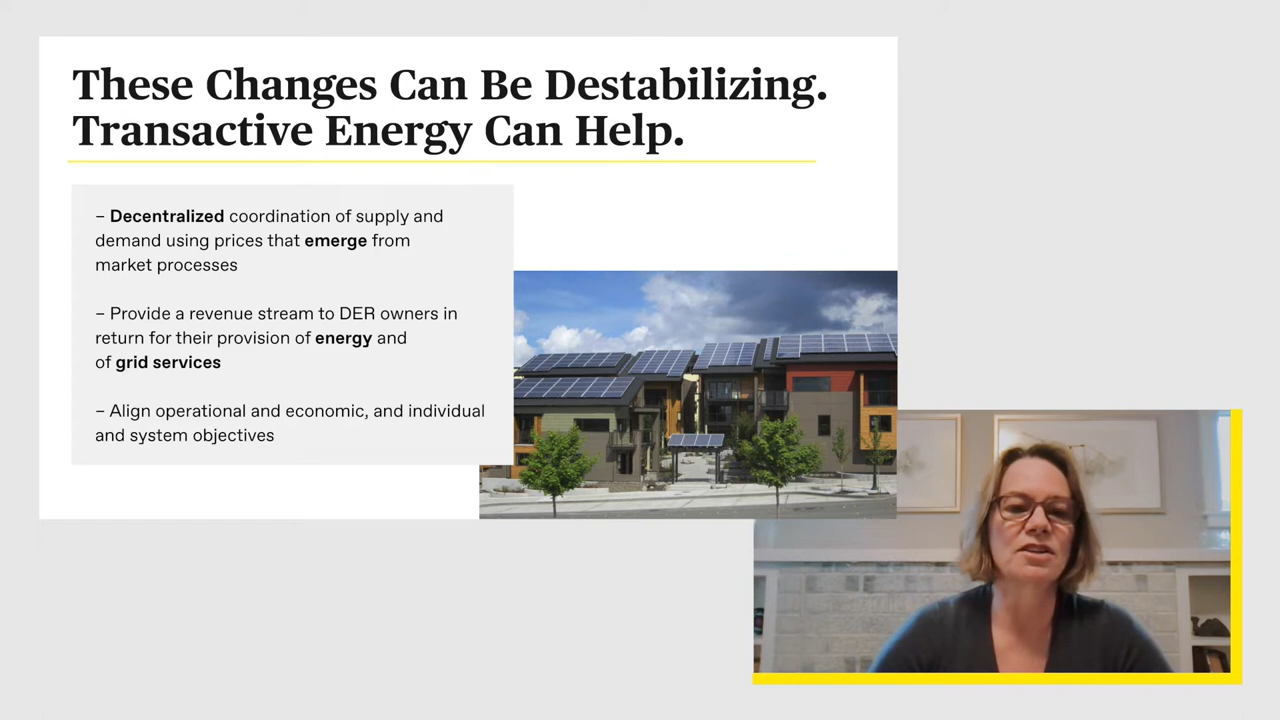 These Changes Can Be Destabilizing.
Transactive Energy Can Help.
– Decentralized coordination of supply and
demand using prices that emerge from
market processes
– Provide a revenue stream to DER owners in
return for their provision of energy and
of grid services
– Align operational and economic, and individual
and system objectives